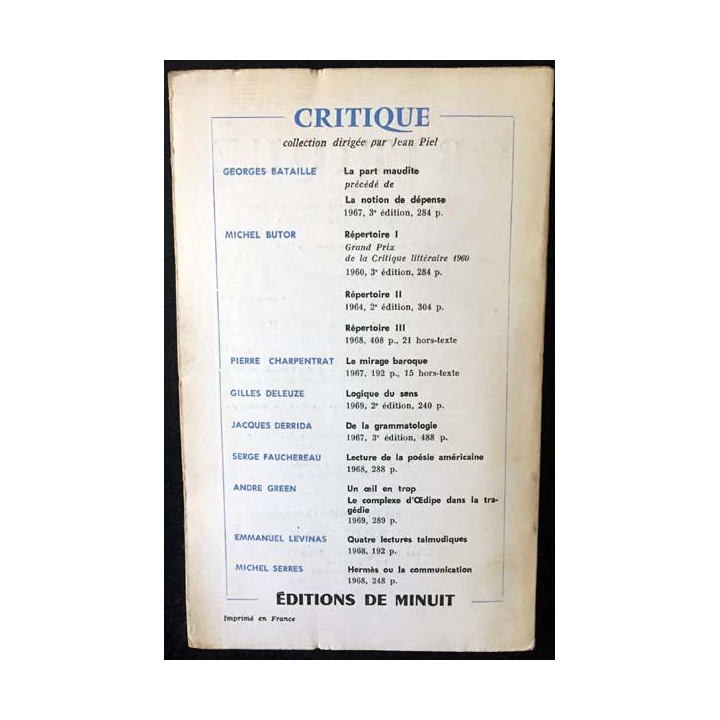 CRITIQUE
collection dirigée par Jean Piel
GEORGES BATAILLE La part maudite
précédé de
La notion de dépense
1967, 3e édition, 284 p.
MICHEL BUTOR Répertoire I
Grand Prix
de la Critique littéraire 1960
1960, 3e édition, 284 p.
Répertoire II
1964, 2e édition, 304 p.
Répertoire III
1968, 408 p., 21 hors-texte
PIERRE CHARPENTRAT Le mirage baroque
1967, 192 p., 15 hors-texte
GILLES DELEUZE Logique du sens
1969, 2e édition, 240 p.
JACQUES DERRIDA De la grammatologie
1967, 3e édition, 488 p.
SERGE FAUCHEREAU Lecture de la poésie américaine
1968, 288 p.
ANDRE GREEN Un œil en trop
Le complexe d'Œdipe dans la tra-
gédie
1969, 289 p.
EMMANUEL LEVINAS Quatre lectures talmudiques
1968, 192 p.
MICHEL SERRES Hermès ou la communication
1968, 248 p.
ÉDITIONS DE MINUIT
Imprimé en France